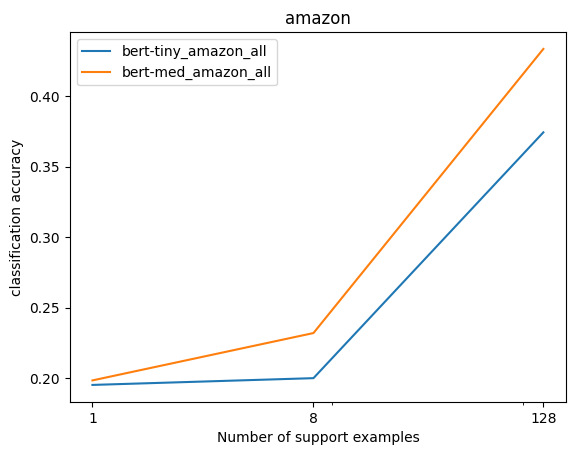 amazon
bert-tiny_amazon_all
bert-med_amazon_all
classification accuracy
0.40
0.35
0.30
0.25
0.20
1 8 128
Number of support examples